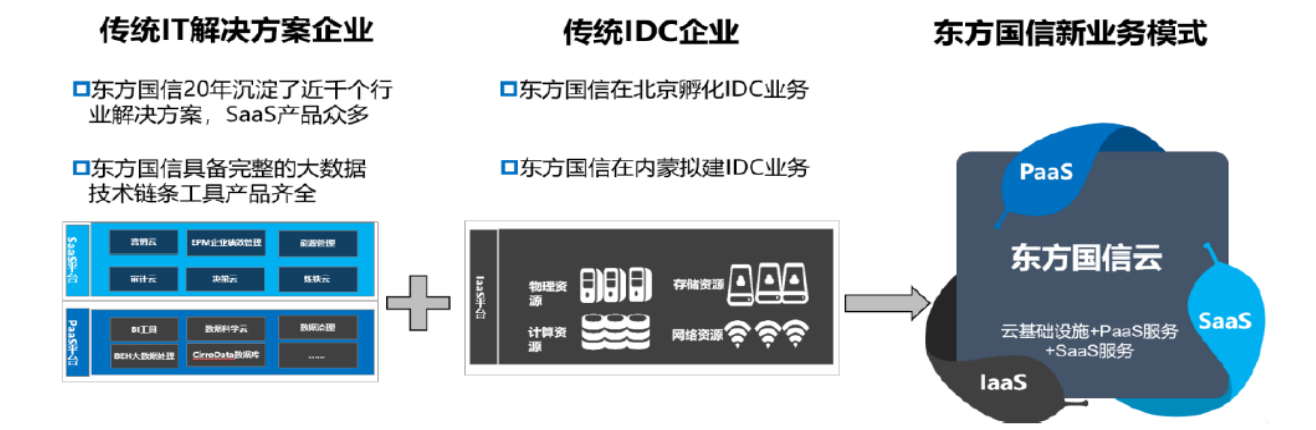 传统IT解决方案企业
东方国信20年沉淀了近千个行
业解决方案，SaaS产品众多
东方国信具备完整的大数据
技术链条工具产品齐全
SaaS平台
营销云
EPM企业绩效管理
能源管理
审计云
决策云
炼铁云
PaaS平台
BI工具
数据科学云
数据治理
BEH大数据处理
CirroData数据库
......
传统IDC企业
东方国信在北京孵化IDC业务
东方国信在内蒙拟建IDC业务
IaaS平台
物理资
源
存储资源
计算资
源
网络资源
东方国信新业务模式
PaaS
东方国信云
云基础设施+PaaS服务
+SaaS服务
SaaS
IaaS